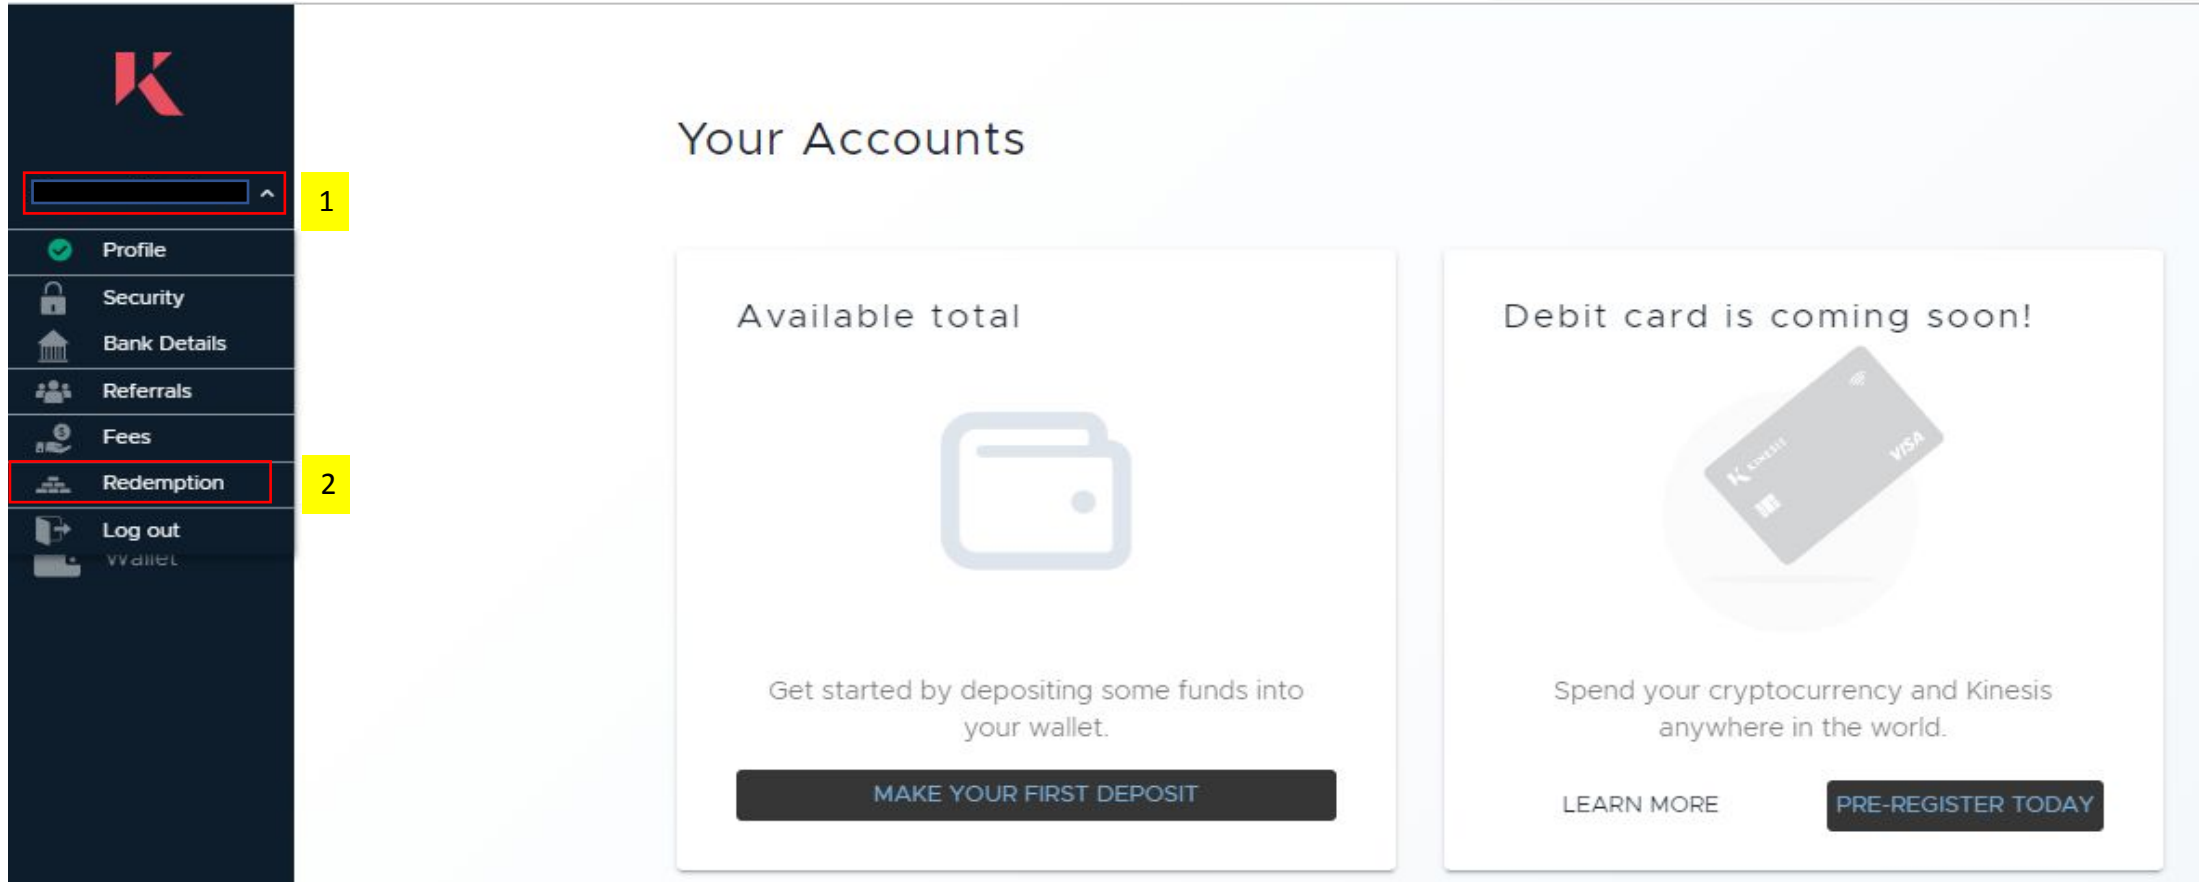 1
Profile
Security
Bank Details
Referrals
Fees
Redemption
2
Log out
Wallet
Your Accounts
Available total
Get started by depositing some funds into
your wallet.
MAKE YOUR FIRST DEPOSIT
Debit card is coming soon!
KINESIS
VISA
Spend your cryptocurrency and Kinesis
anywhere in the world.
LEARN MORE
PRE-REGISTER TODAY